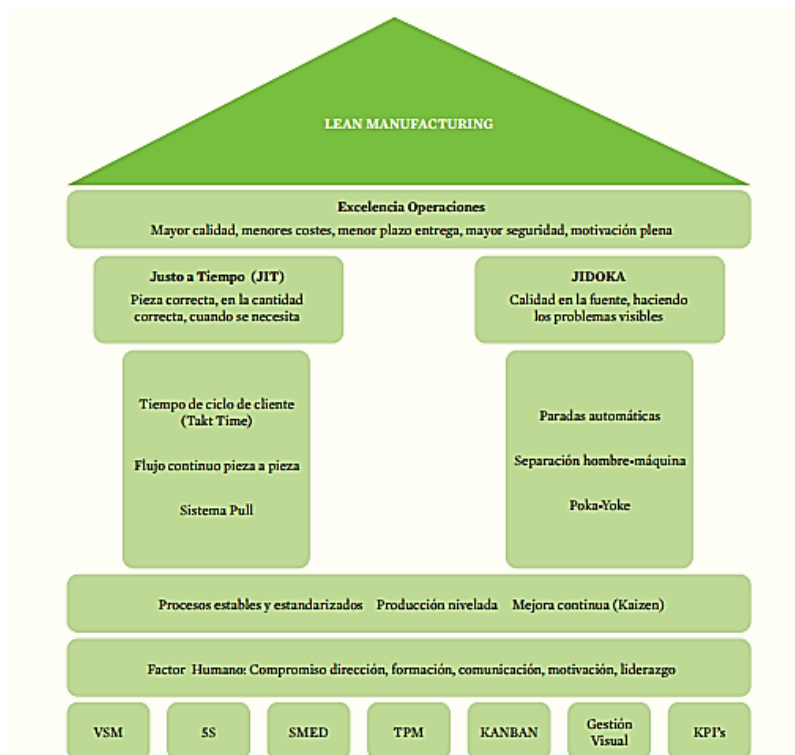 LEAN MANUFACTURING
Excelencia Operaciones
Mayor calidad, menores costes, menor plazo entrega, mayor seguridad, motivación plena
Justo a Tiempo (JIT)
Pieza correcta, en la cantidad
correcta, cuando se necesita
JIDOKA
Calidad en la fuente, haciendo
los problemas visibles
Tiempo de ciclo de cliente
(Takt Time)
Flujo continuo pieza a pieza
Sistema Pull
Paradas automáticas
Separación hombre-máquina
Poka-Yoke
Procesos estables y estandarizados Producción nivelada Mejora continua (Kaizen)
Factor Humano: Compromiso dirección, formación, comunicación, motivación, liderazgo
VSM
5S
SMED
TPM
KANBAN
Gestión
Visual
KPI's